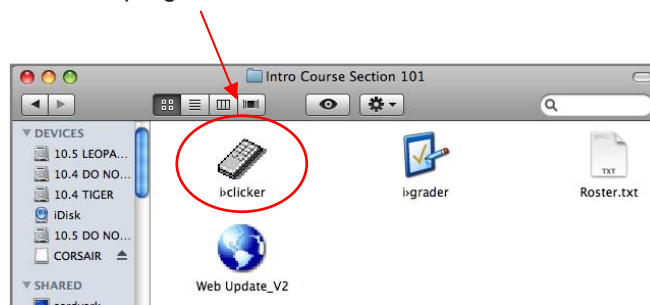 Intro Course Section 101
DEVICES
10.5 LEOPA...
10.4 DO NO...
10.4 TIGER
iDisk
10.5 DO NO...
CORSAIR
SHARED
i>clicker
i>grader
TXT
Roster.txt
Web Update_V2